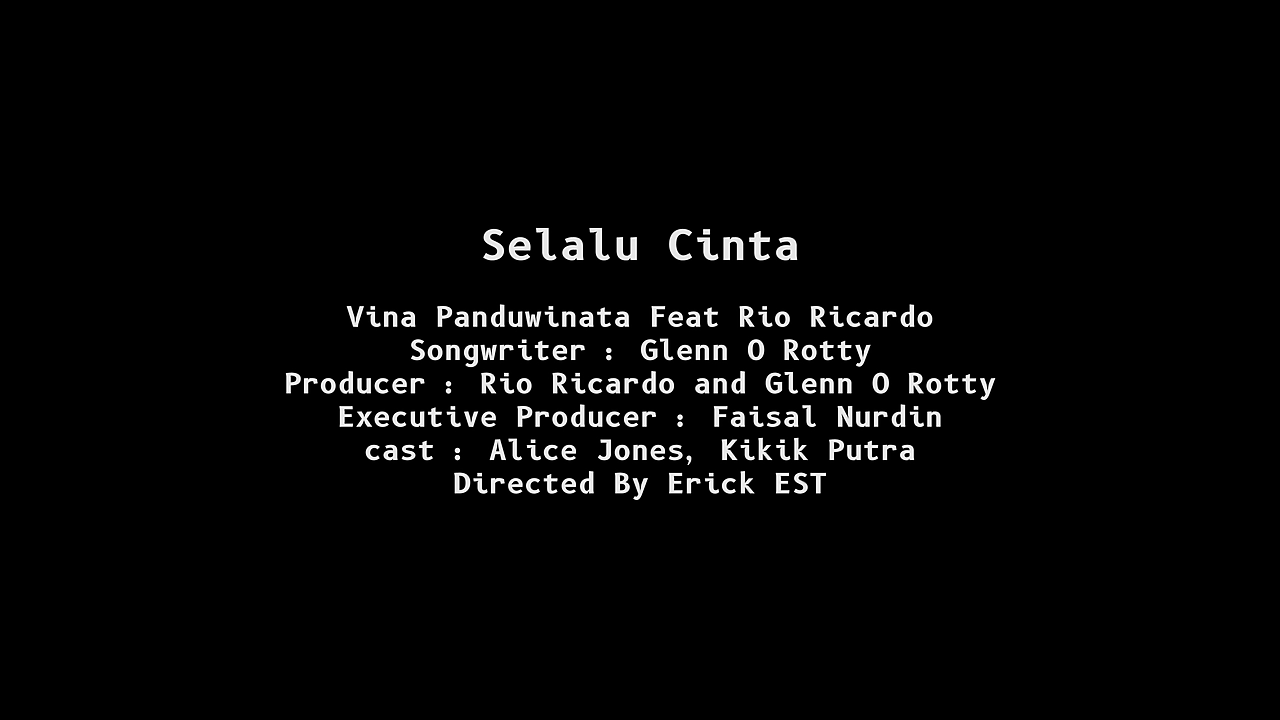 Selalu Cinta
Vina Panduwinata Feat Rio Ricardo
Songwriter : Glenn O Rotty
Producer : Rio Ricardo and Glenn O Rotty
Executive Producer : Faisal Nurdin
cast : Alice Jones, Kikik Putra
Directed By Erick EST